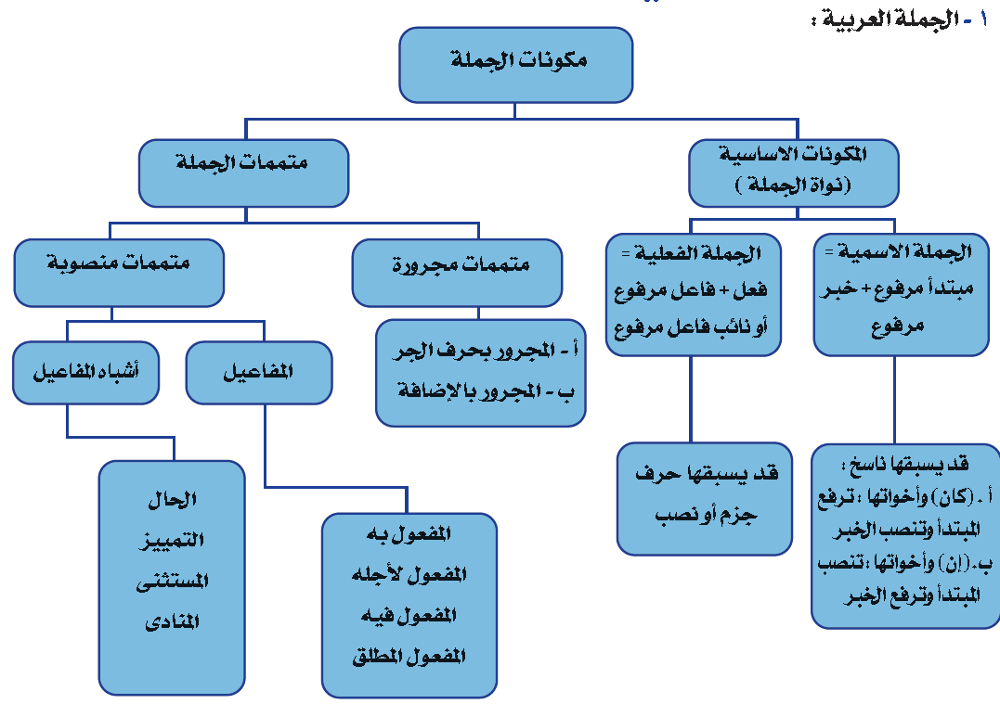 ١ - الجملة العربية :
مكونات الجملة
المكونات الاساسية
(نواة الجملة )
متممات الجملة
الجملة الاسمية =
مبتدأ مرفوع + خبر
مرفوع
الجملة الفعلية =
فعل + فاعل مرفوع
أو نائب فاعل مرفوع
متممات مجرورة
متممات منصوبة
أ - المجرور بحرف الجر
ب - المجرور بالإضافة
المفاعيل
أشباه المفاعيل
قد يسبقها ناسخ :
أ . (كان) وأخواتها : ترفع
المبتدأ وتنصب الخبر
ب. (إن) وأخواتها : تنصب
المبتدأ وترفع الخبر
قد يسبقها حرف
جزم أو نصب
المفعول به
المفعول لأجله
المفعول فيه
المفعول المطلق
الحال
التمييز
المستثنى
المنادى